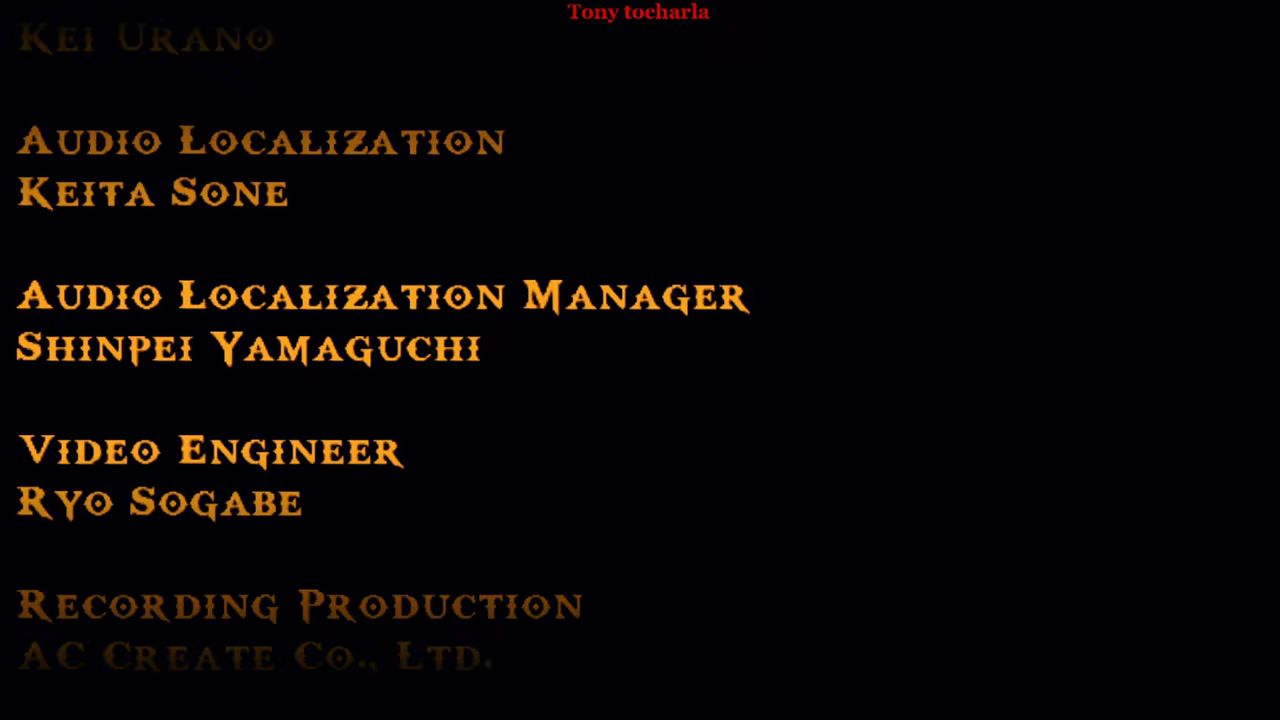 Tony tocharla
Kei Urano
Audio Localization
Keita Sone
Audio Localization Manager
Shinpei Yamaguchi
Video Engineer
Ryo Sogabe
Recording Production
AC Create Co., Ltd.